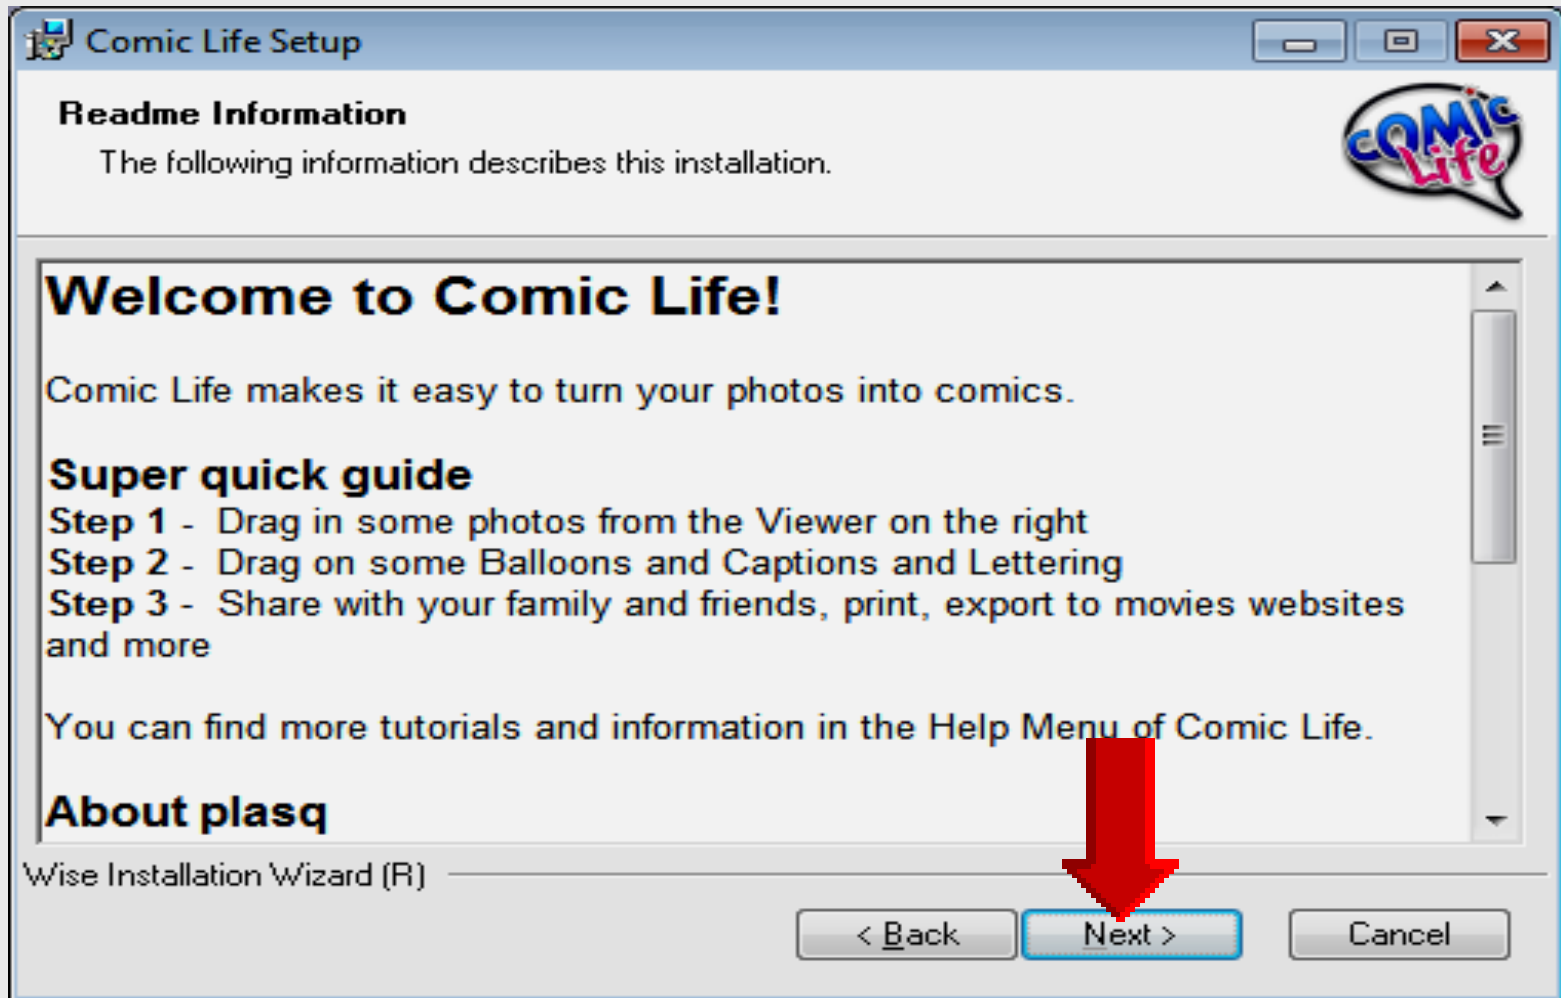 Comic Life Setup
Readme Information
The following information describes this installation.
COMIC
Life
Welcome to Comic Life!
Comic Life makes it easy to turn your photos into comics.
Super quick guide
Step 1 - Drag in some photos from the Viewer on the right
Step 2 - Drag on some Balloons and Captions and Lettering
Step 3 - Share with your family and friends, print, export to movies websites
and more
You can find more tutorials and information in the Help Menu of Comic Life.
About plasq
Wise Installation Wizard (R)
< Back
Next >
Cancel